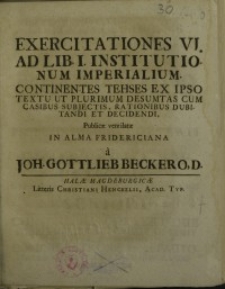 30
EXERCITATIONES VI.
AD LIB. I. INSTITUTIO-
NUM IMPERIALIUM.
CONTINENTES TEHSES EX IPSO
TEXTU UT PLURIMUM DESUMTAS CUM
CASIBUS SUBJECTIS, RATIONIBUS DUBI-
TANDI ET DECIDENDI,
Publice ventilatæ
IN ALMA FRIDERICIANA
à
JOH. GOTTLIEB BECKERO, D.
HALÆ MAGDEBURGICÆ
Literis CHRISTIANI HENCKELII, ACAD. TYP.